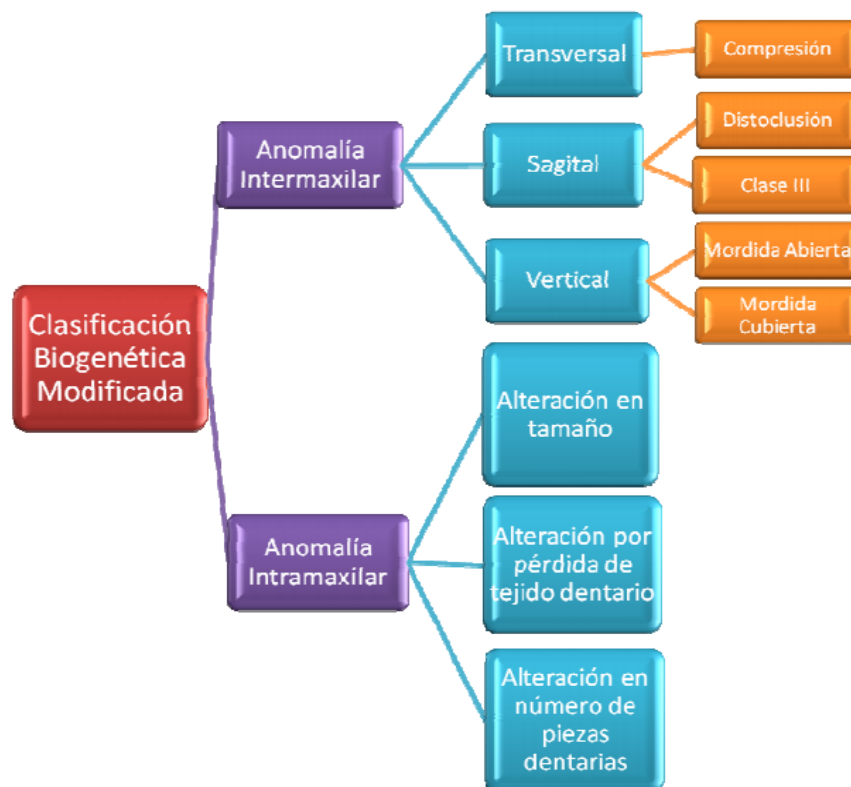 Clasificación
Biogenética
Modificada
Anomalía
Intermaxilar
Transversal
Compresión
Sagital
Distoclusión
Clase III
Vertical
Mordida Abierta
Mordida
Cubierta
Anomalía
Intramaxilar
Alteración en
tamaño
Alteración por
pérdida de
tejido dentario
Alteración en
número de
piezas
dentarias